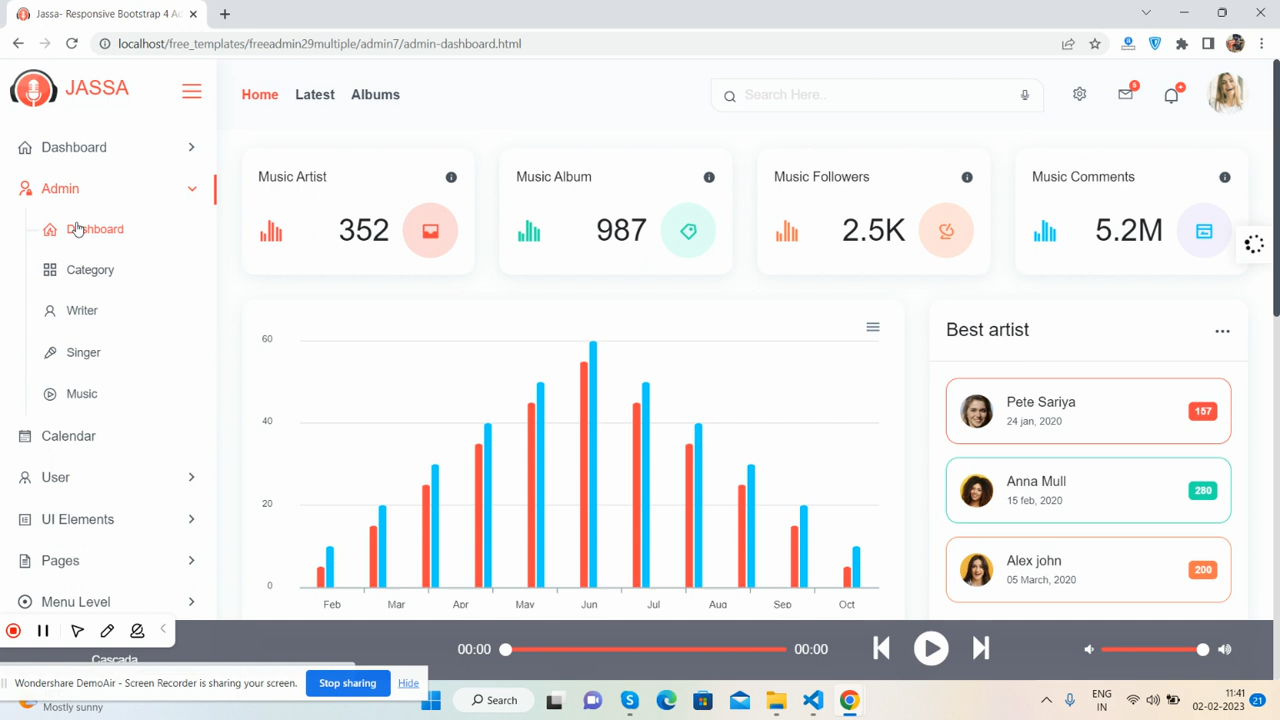 Jassa- Responsive Bootstrap 4 Ad
localhost/free_templates/freeadmin29multiple/admin7/admin-dashboard.html
JASSA
Home Latest Albums
Search Here..
5
Dashboard
Admin
Dashboard
Category
Writer
Singer
Music
Calendar
User
UI Elements
Pages
Menu Level
Music Artist
352
Music Album
987
Music Followers
2.5K
Music Comments
5.2M
60
40
20
0
Feb Mar Apr May Jun Jul Aug Sep Oct
Best artist
Pete Sariya
24 jan, 2020
157
Anna Mull
15 feb, 2020
280
Alex john
05 March, 2020
200
Cascada
00:00 00:00
Wondershare DemoAir - Screen Recorder is sharing your screen. Stop sharing Hide
Mostly sunny
Search
ENG
IN
11:41
02-02-2023
21